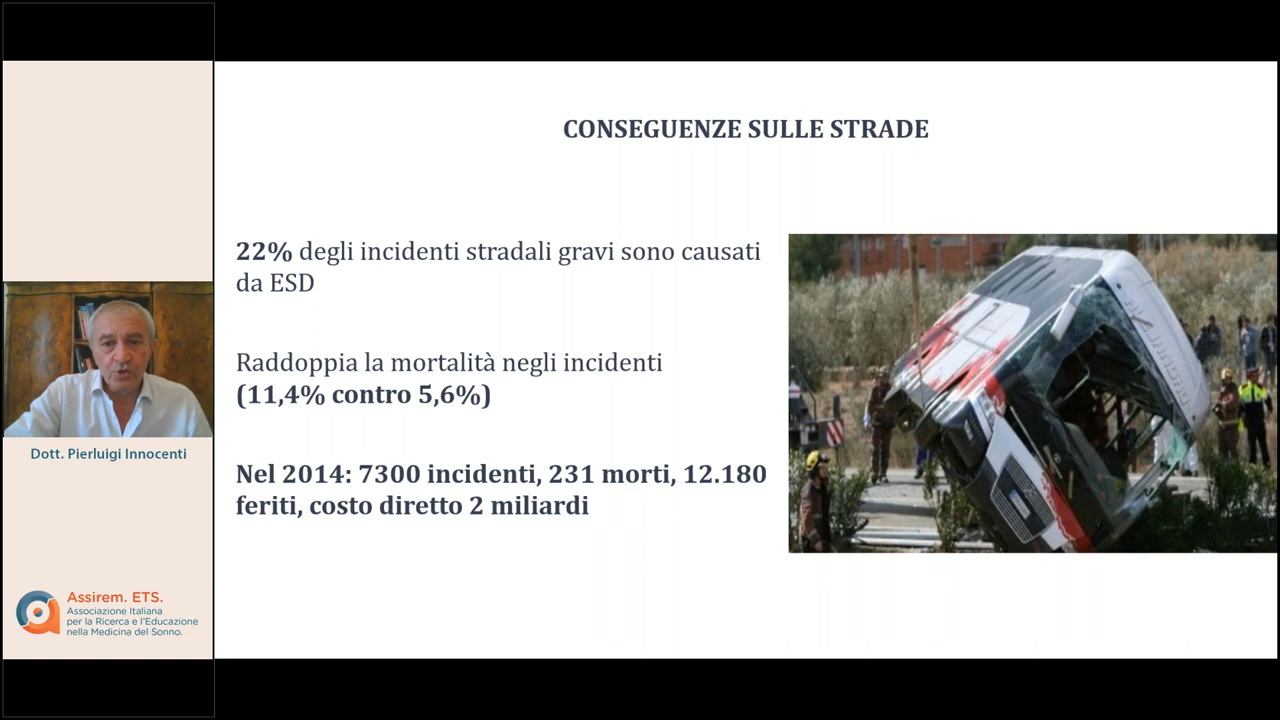 CONSEGUENZE SULLE STRADE
22% degli incidenti stradali gravi sono causati
da ESD
Raddoppia la mortalità negli incidenti
(11,4% contro 5,6%)
Nel 2014: 7300 incidenti, 231 morti, 12.180
feriti, costo diretto 2 miliardi
Dott. Pierluigi Innocenti
Assirem. ETS.
Associazione Italiana
per la Ricerca e l'Educazione
nella Medicina del Sonno.